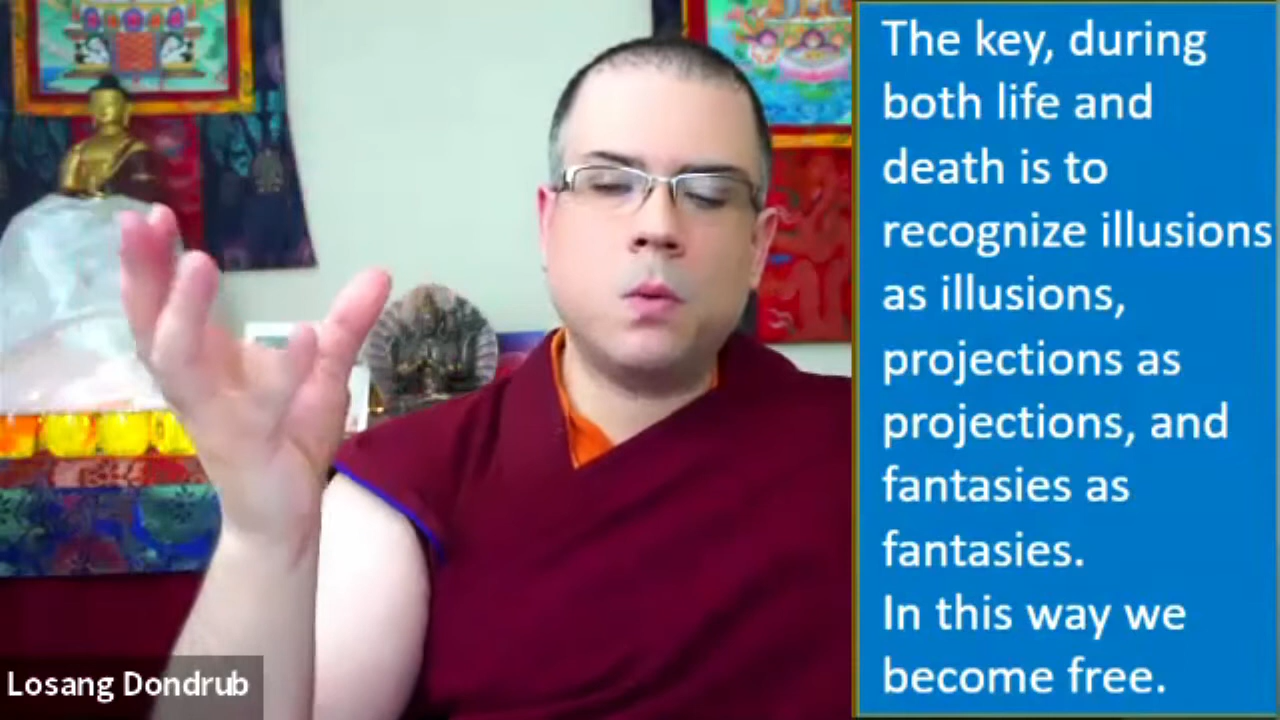 The key, during
both life and
death is to
recognize illusions
as illusions,
projections as
projections, and
fantasies as
fantasies.
In this way we
become free.
Losang Dondrub